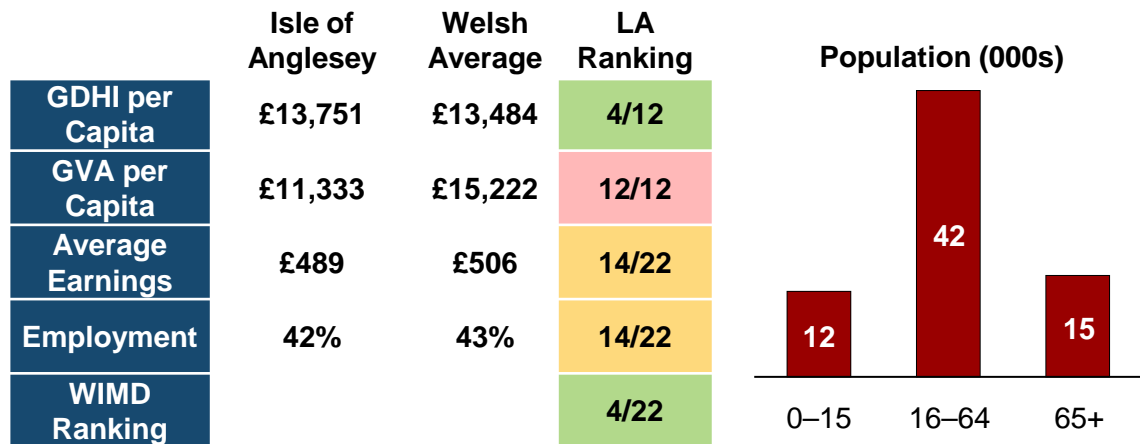 Isle of Anglesey
Welsh Average
LA Ranking
GDHI per Capita
£13,751
£13,484
4/12
GVA per Capita
£11,333
£15,222
12/12
Average Earnings
£489
£506
14/22
Employment
42%
43%
14/22
WIMD Ranking
4/22
Population (000s)
12
42
15
0–15
16–64
65+